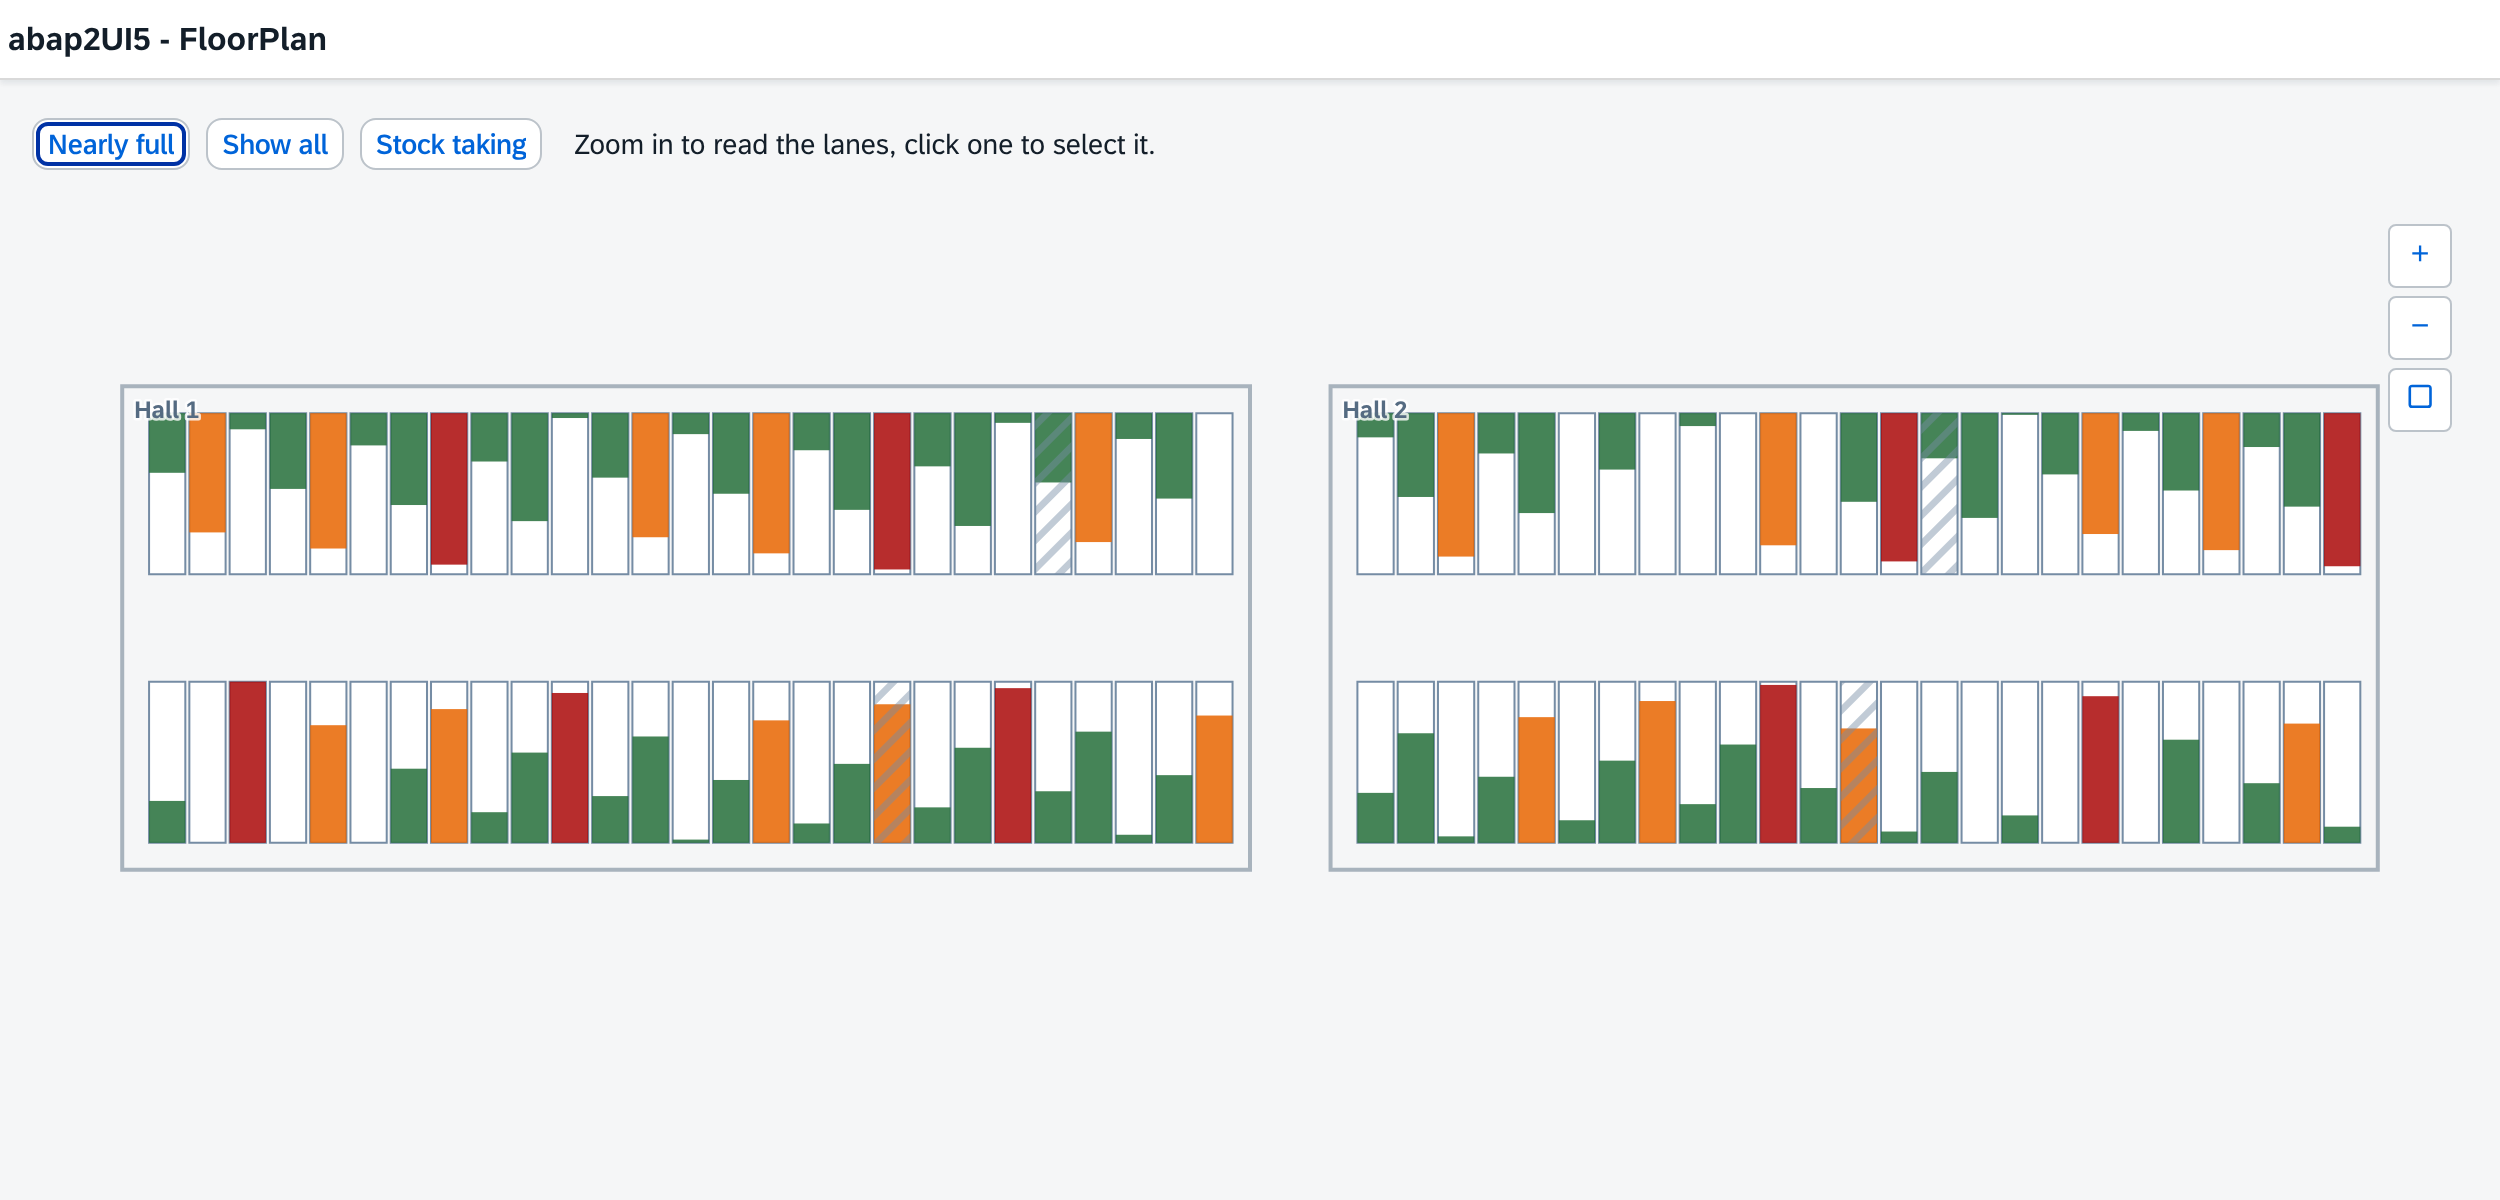 abap2UI5 - FloorPlan
Nearly full Show all Stock taking Zoom in to read the lanes, click one to select it.
+
−
Hall 1 Hall 2